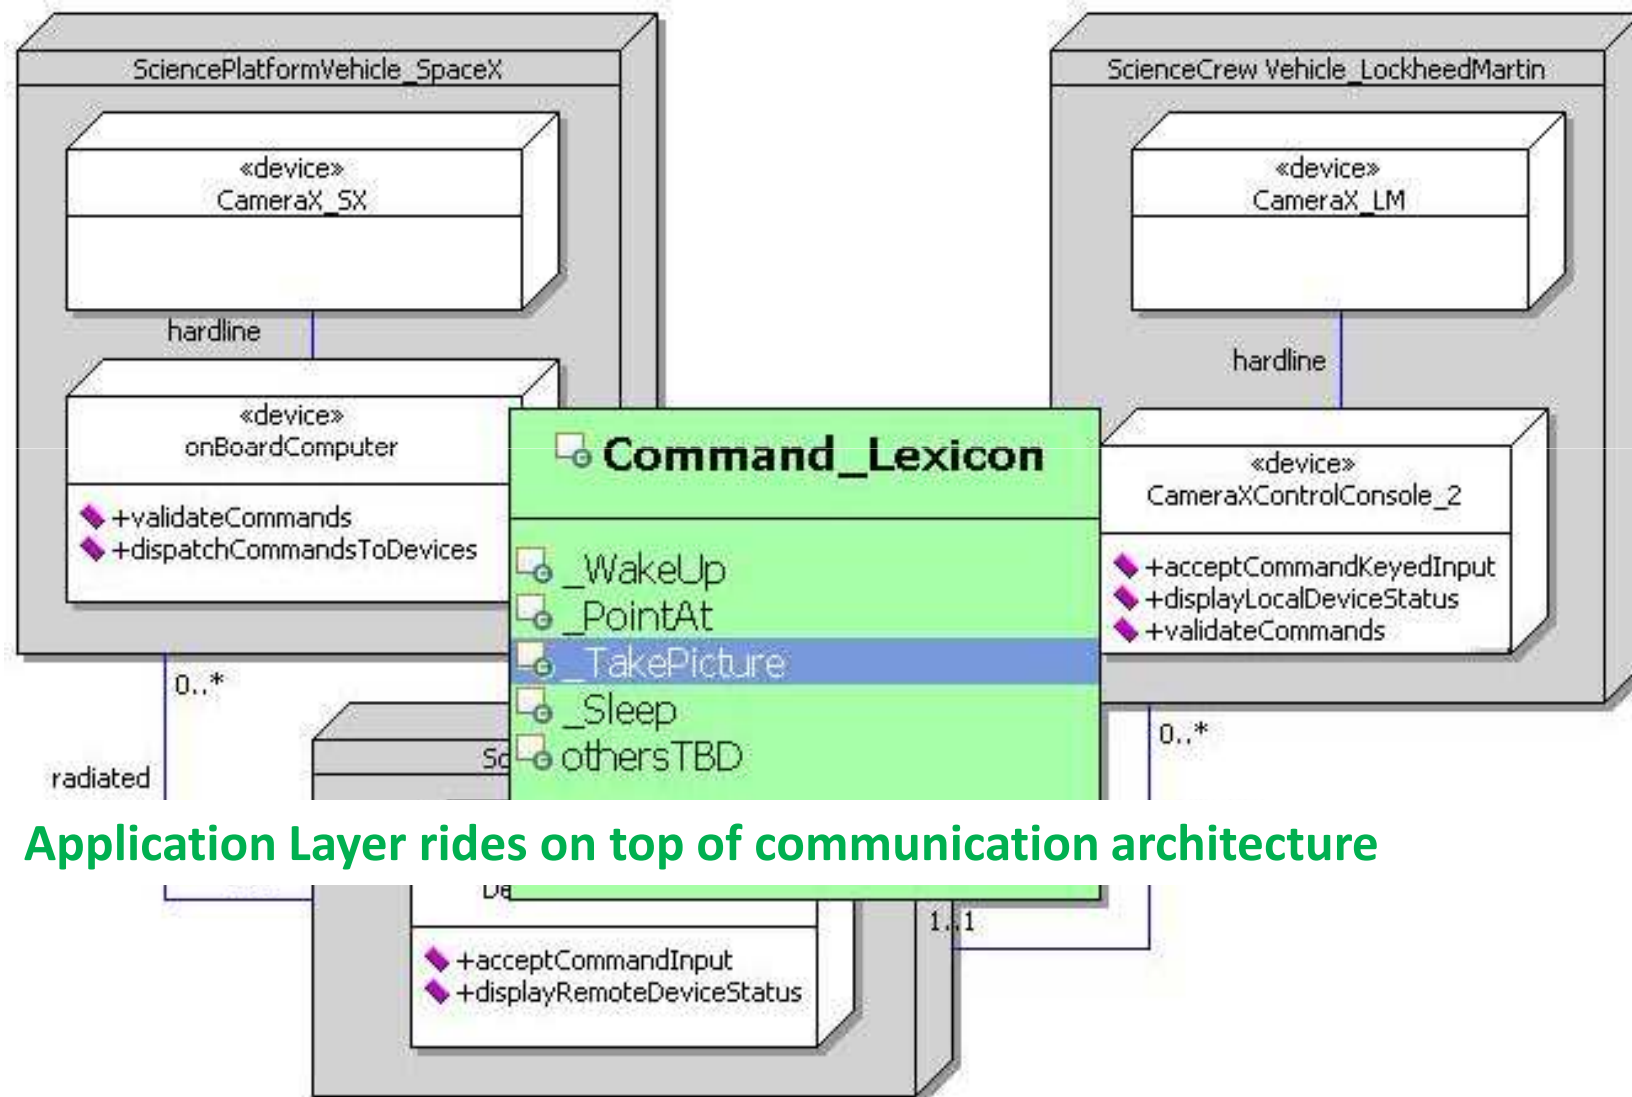 SciencePlatformVehicle_SpaceX
«device»
CameraX_SX
hardline
«device»
onBoardComputer
+validateCommands
+dispatchCommandsToDevices
0..*
radiated
ScienceCrew Vehicle_LockheedMartin
«device»
CameraX_LM
hardline
«device»
CameraXControlConsole_2
+acceptCommandKeyedInput
+displayLocalDeviceStatus
+validateCommands
0..*
Command_Lexicon
_WakeUp
_PointAt
_TakePicture
_Sleep
othersTBD
Application Layer rides on top of communication architecture
1..1
+acceptCommandInput
+displayRemoteDeviceStatus